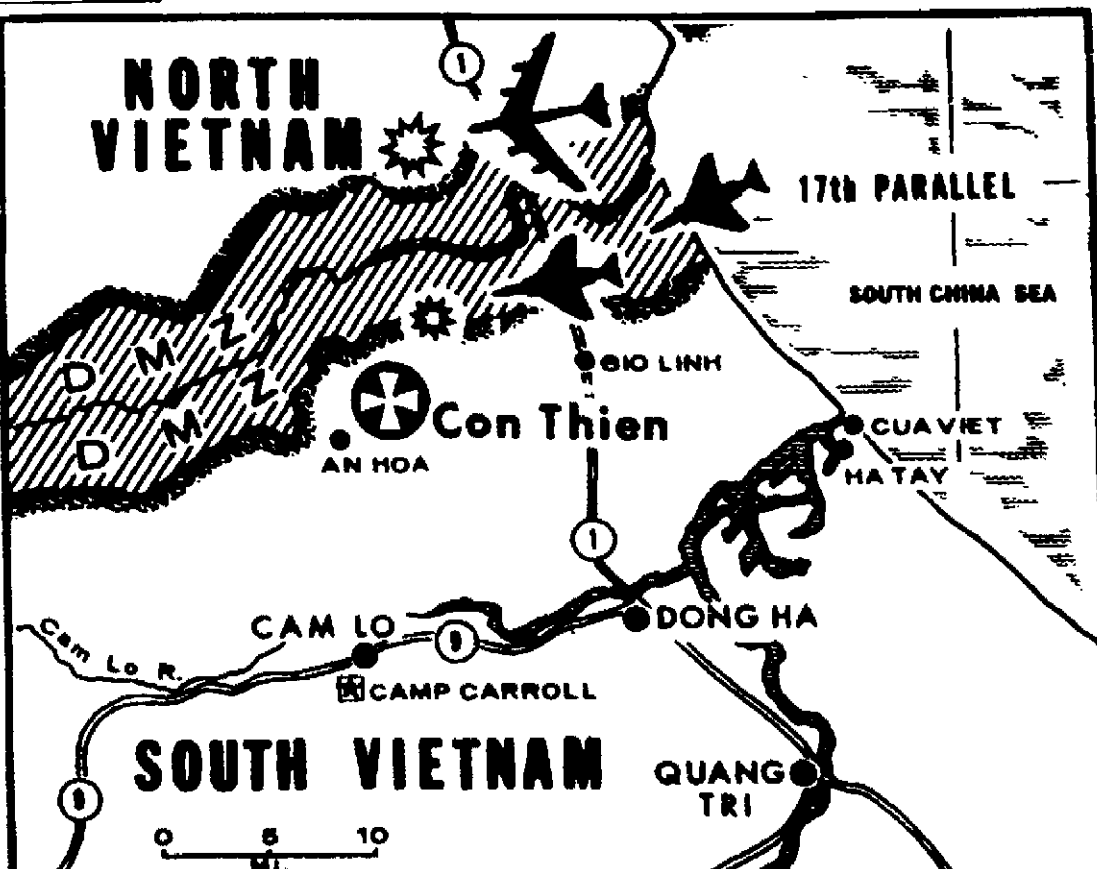 1
NORTH
VIETNAM
17th PARALLEL
SOUTH CHINA SEA
D M Z
D M Z
GIO LINH
Con Thien
AN HOA
CUA VIET
HA TAY
1
DONG HA
CAM LO
9
Cam Lo R.
CAMP CARROLL
SOUTH VIETNAM
QUANG
TRI
9
0 5 10
MI.